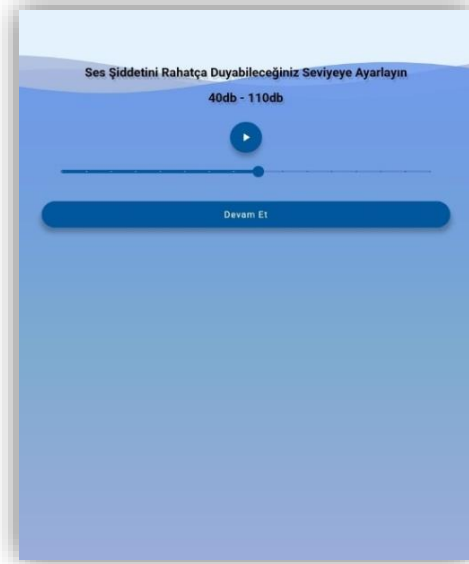 Ses Şiddetini Rahatça Duyabileceğiniz Seviyeye Ayarlayın
40db - 110db
Devam Et